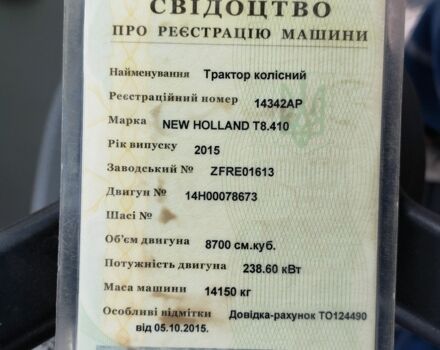 СВІДОЦТВО
ПРО РЕЄСТРАЦІЮ МАШИНИ
Найменування Трактор колісний
Реєстраційний номер 14342АР
Марка NEW HOLLAND T8.410
Рік випуску 2015
Заводський № ZFRE01613
Двигун № 14H00078673
Шасі №
Об'єм двигуна 8700 см.куб.
Потужність двигуна 238.60 кВт
Маса машини 14150 кг
Особливі відмітки Довідка-рахунок ТО124490
від 05.10.2015.